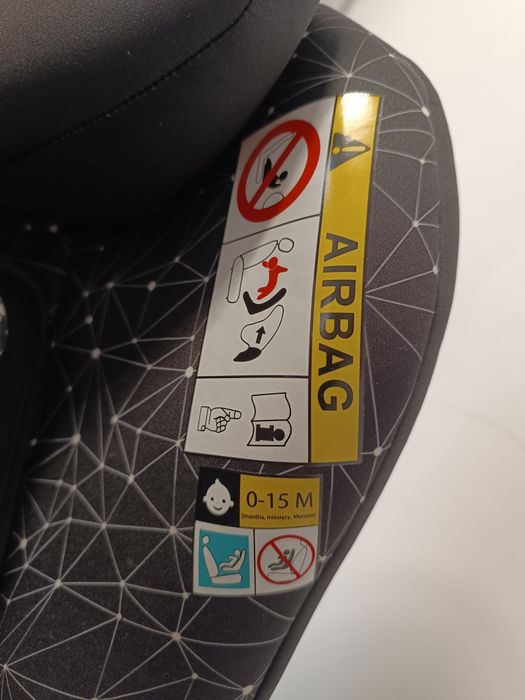 AIRBAG
0-15 M
(months, miesięcy, Monate)